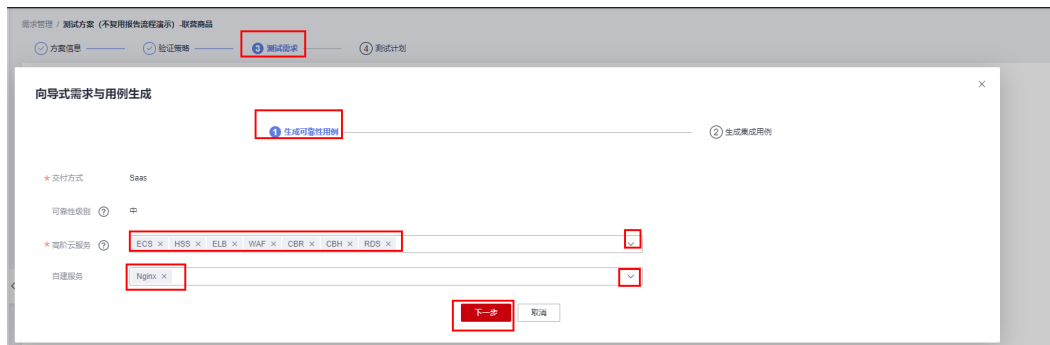 需求管理 / 测试方案（不复用报告流程演示）-联营商品
方案信息 验证策略 3 测试需求 4 测试计划
向导式需求与用例生成 ×
1 生成可靠性用例 2 生成集成用例
* 交付方式 Saas
可靠性级别 ? 中
* 高阶云服务 ? ECS × HSS × ELB × WAF × CBR × CBH × RDS ×
自建服务 Nginx ×
下一步 取消